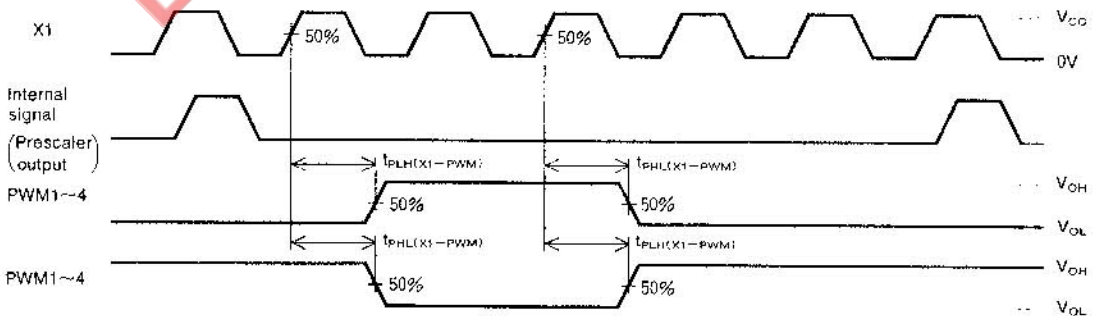 X1
50%
50%
VCC
0V
Internal
signal
(Prescaler
output)
tPLH(X1-PWM)
tPHL(X1-PWM)
PWM1~4
50%
50%
VOH
VOL
tPHL(X1-PWM)
tPLH(X1-PWM)
PWM1~4
50%
50%
VOH
VOL